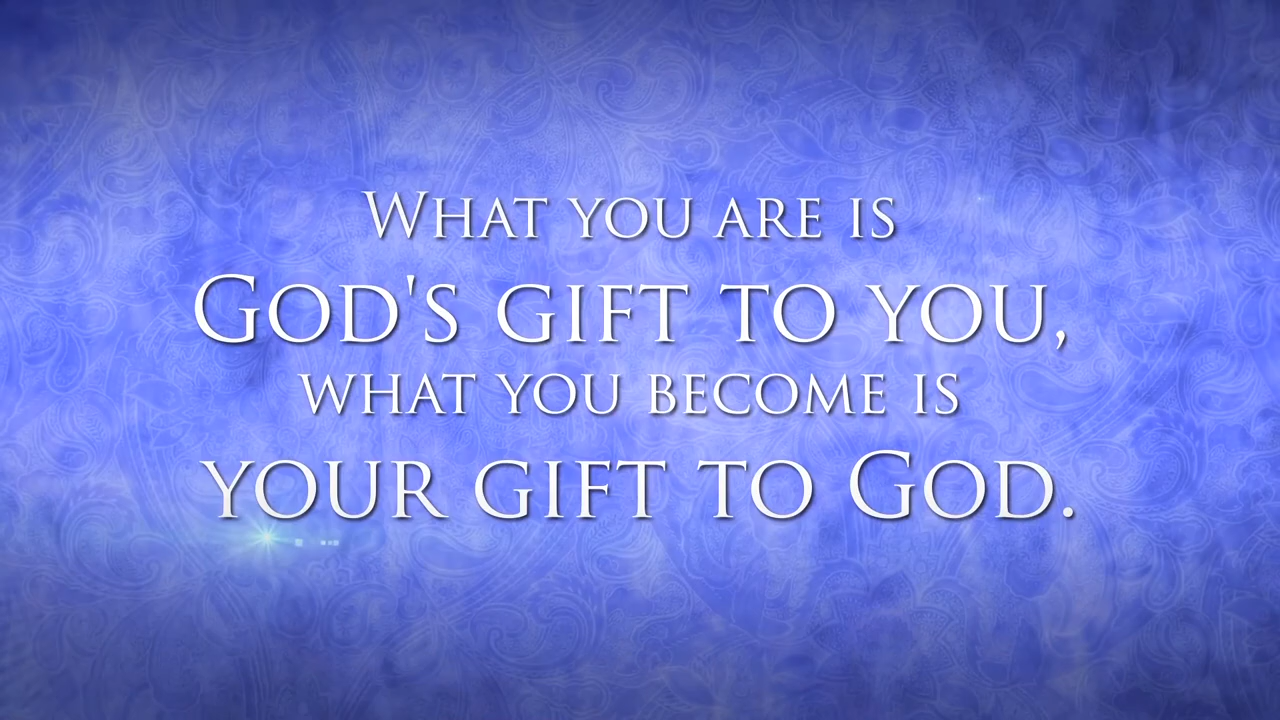 What you are is
God's gift to you,
what you become is
your gift to God.